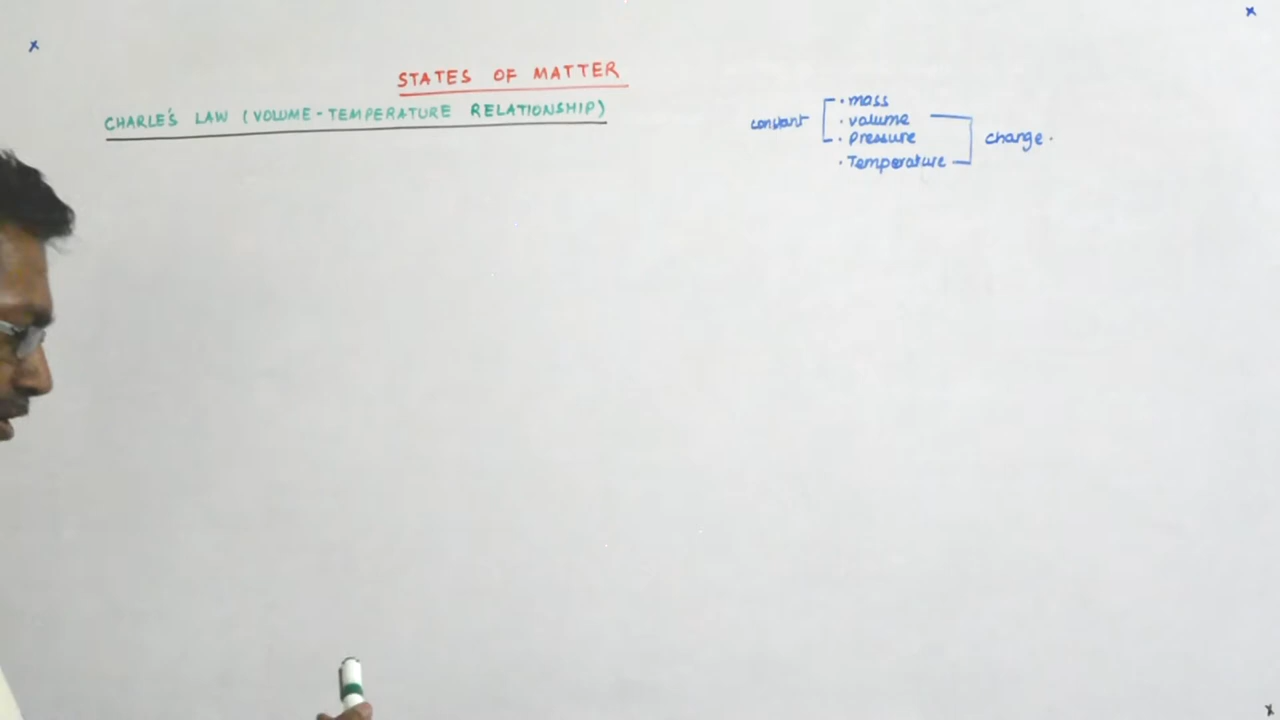 STATES OF MATTER
CHARLE'S LAW (VOLUME-TEMPERATURE RELATIONSHIP)
· mass
constant · volume
· Pressure change.
· Temperature